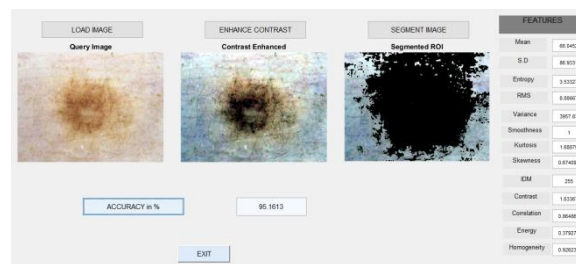 LOAD IMAGE
ENHANCE CONTRAST
SEGMENT IMAGE
FEATURES
Query Image
Contrast Enhanced
Segmented ROI
Mean
S.D
Entropy
RMS
Variance
Smoothness
1
Kurtosis
Skewness
IDM
255
Contrast
Correlation
Energy
Homogeneity
ACCURACY in %
95.1613
EXIT